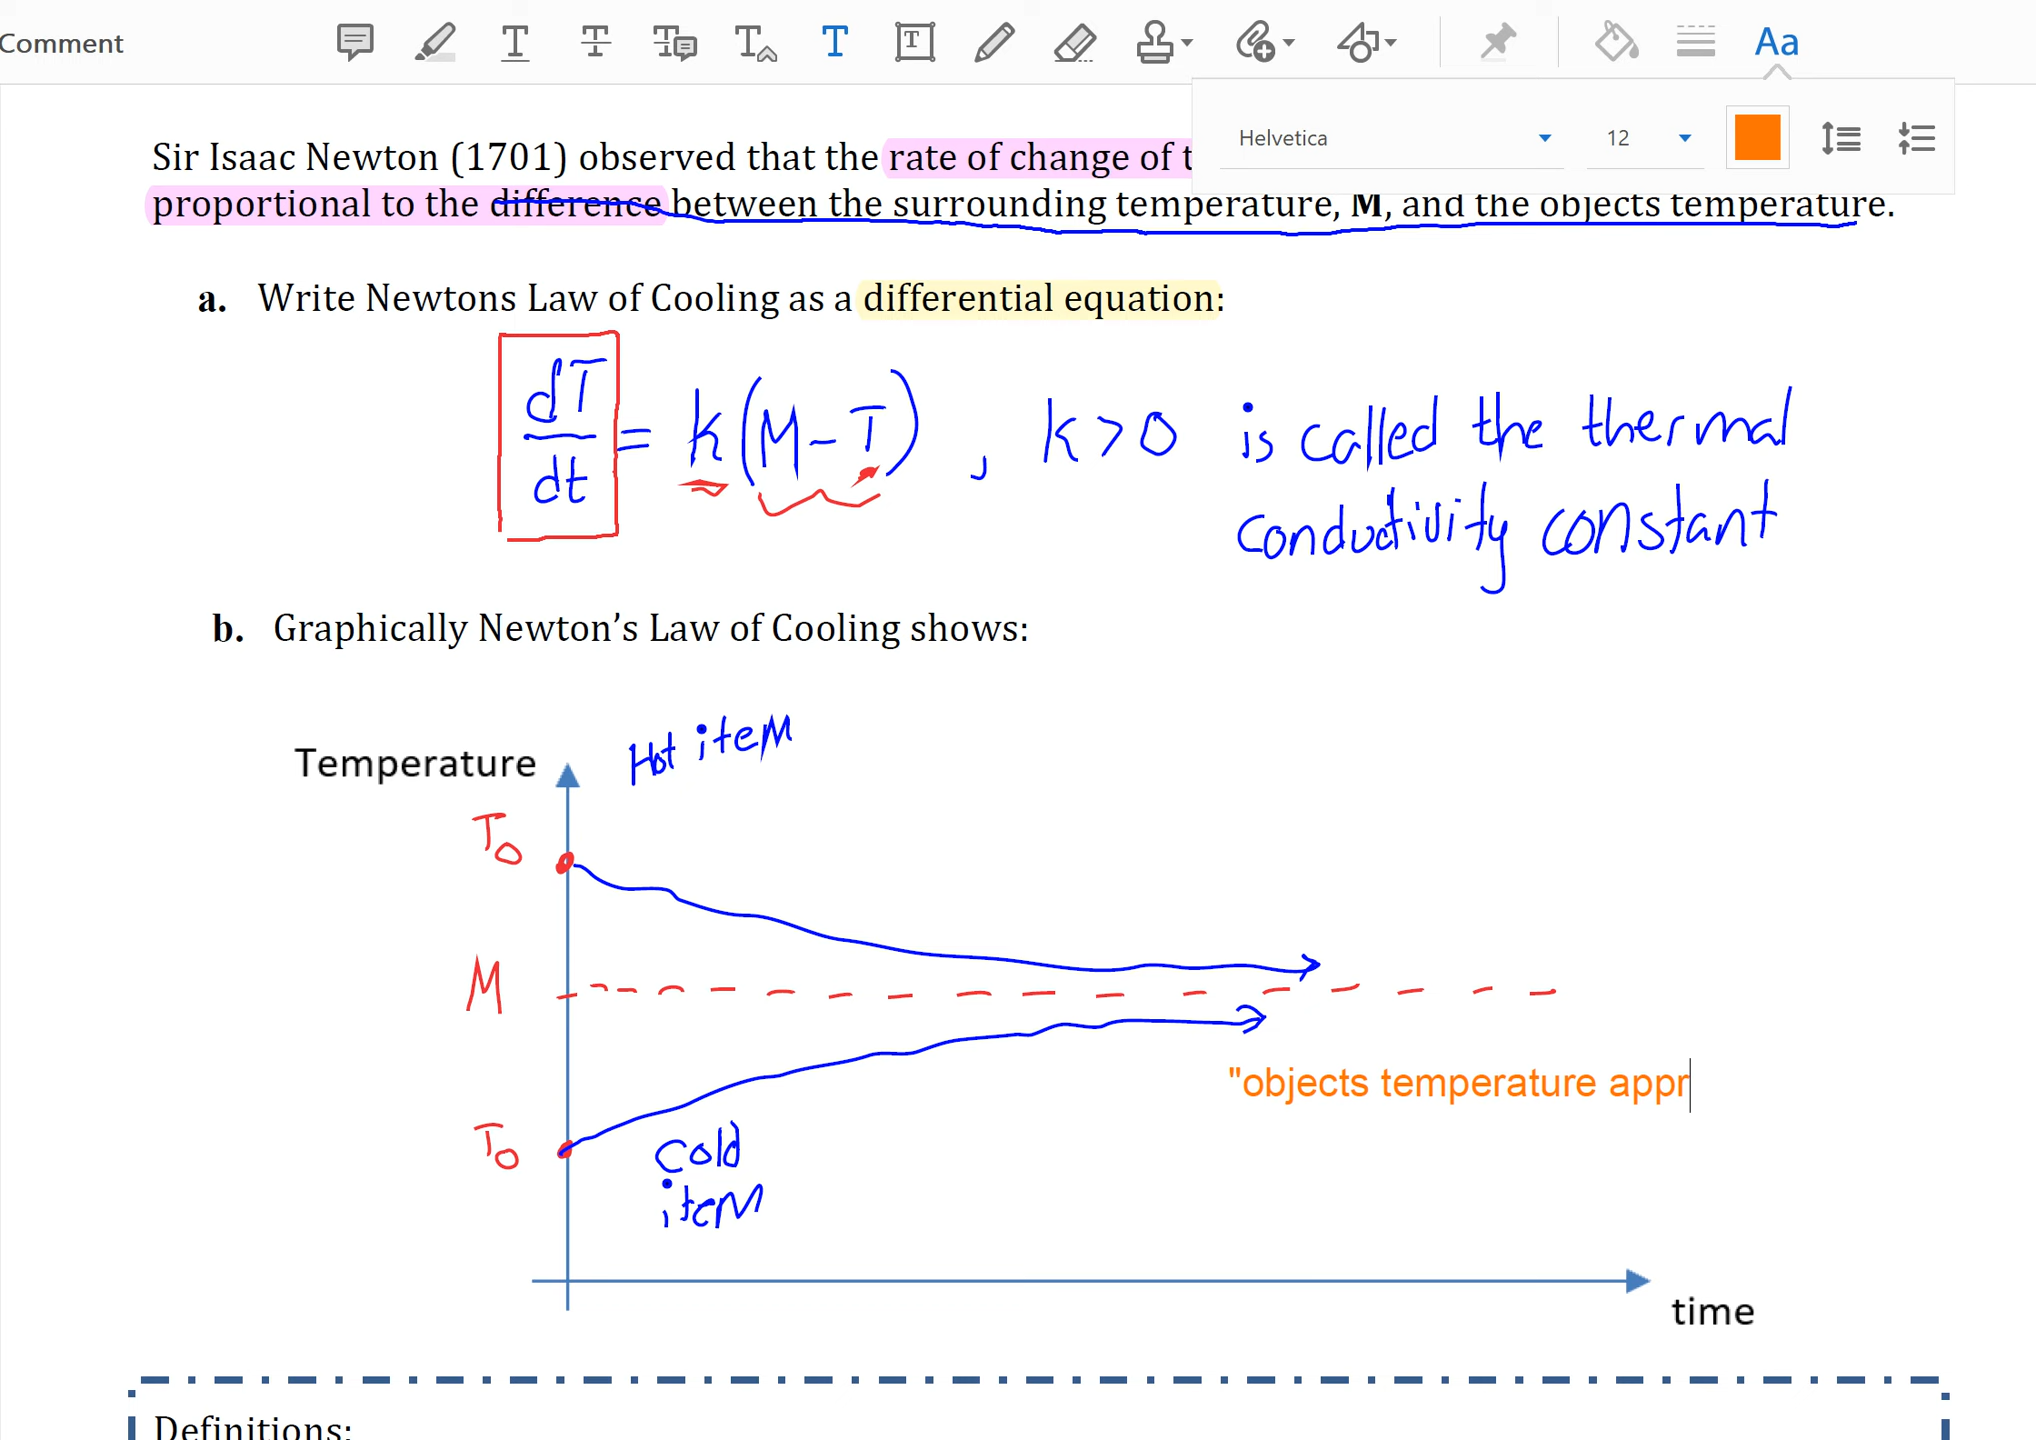 Comment
Helvetica 12
Sir Isaac Newton (1701) observed that the rate of change of t
proportional to the difference between the surrounding temperature, M, and the objects temperature.
a. Write Newtons Law of Cooling as a differential equation:
dT/dt = k(M-T), k>0 is called the thermal
conductivity constant
b. Graphically Newton’s Law of Cooling shows:
Hot item
Temperature
T₀
M
"objects temperature appr
T₀
Cold
item
time
Definitions: